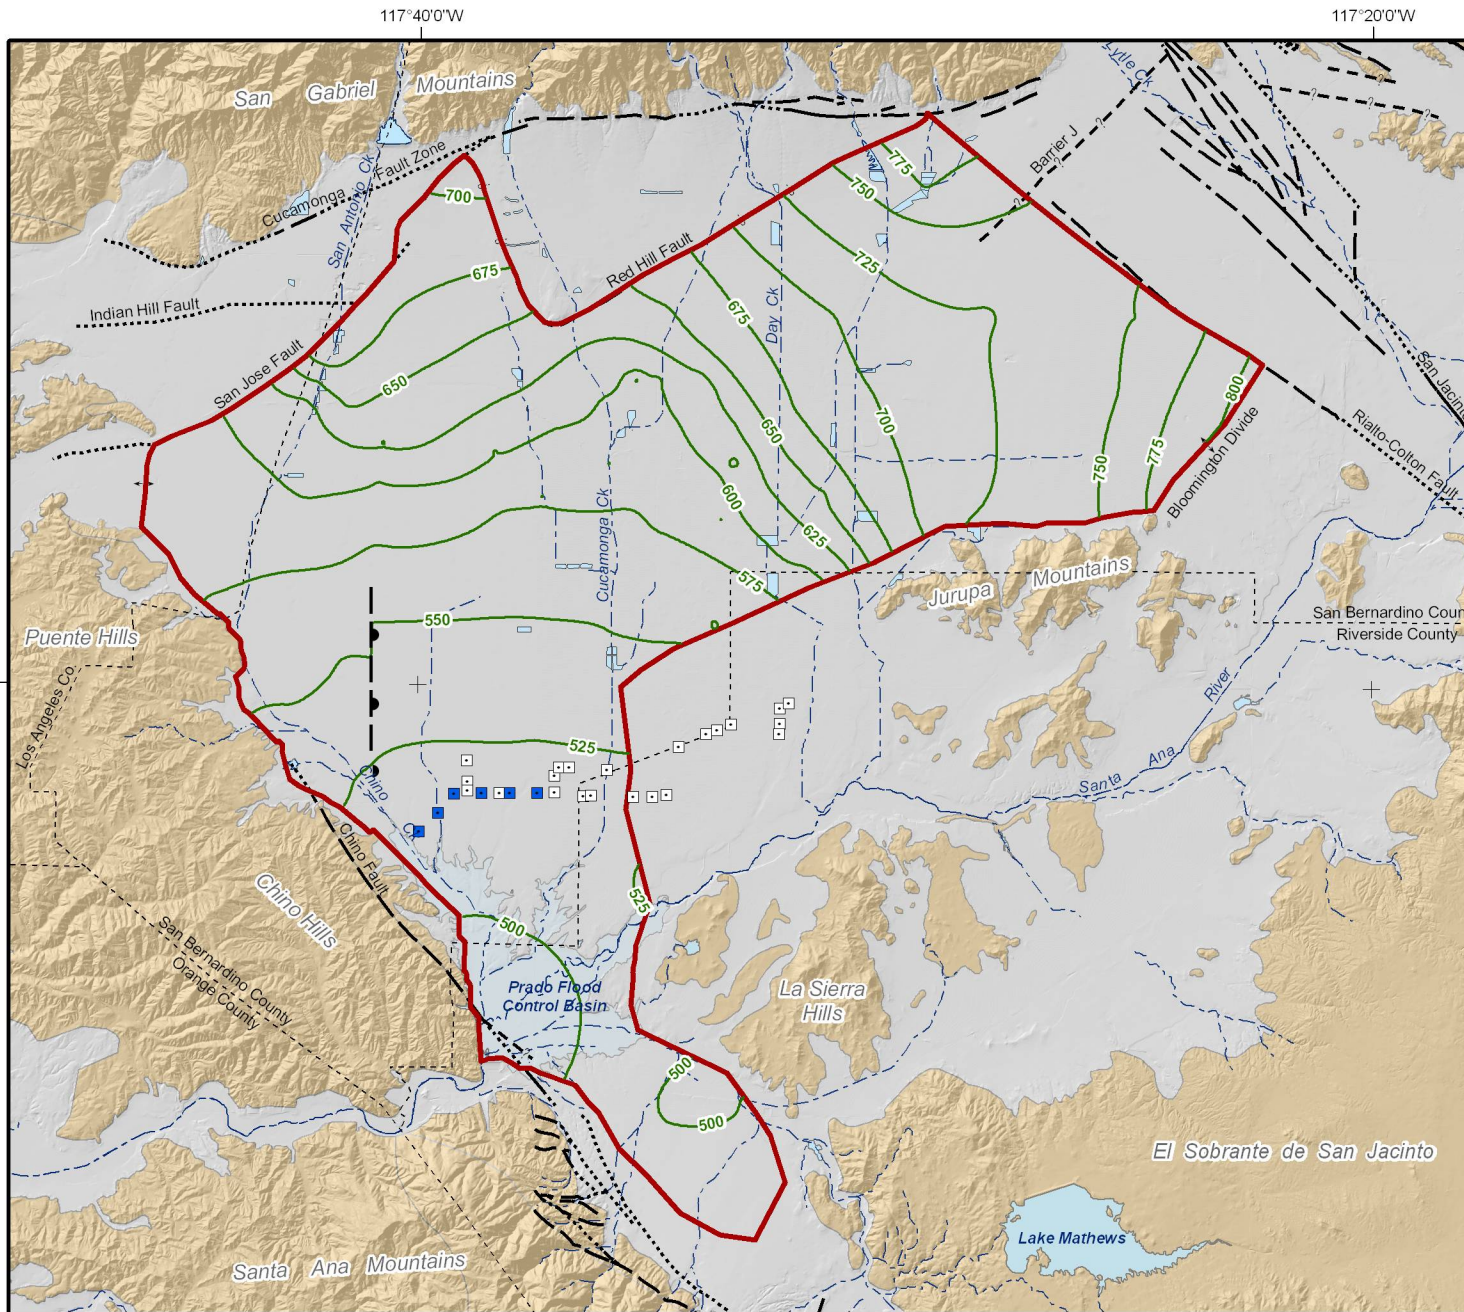 117°40'0"W
117°20'0"W
San Gabriel Mountains
Lytle Ck
San Antonio Ck
Cucamonga Fault Zone
Barrier J
?
?
?
?
?
?
?
775
750
700
725
Red Hill Fault
675
Indian Hill Fault
675
Day Ck
San Jose Fault
650
San Jacinto
800
700
650
Bloomington Divide
Rialto-Colton Fault
750
775
600
625
Cucamonga Ck
575
Jurupa Mountains
550
San Bernardino Coun
Riverside County
Puente Hills
Los Angeles Co.
River
Santa Ana
525
Chino
C
Chino Fault
Chino Hills
525
500
San Bernardino County
Orange County
Prado Flood
Control Basin
La Sierra
Hills
500
500
El Sobrante de San Jacinto
Lake Mathews
Santa Ana Mountains